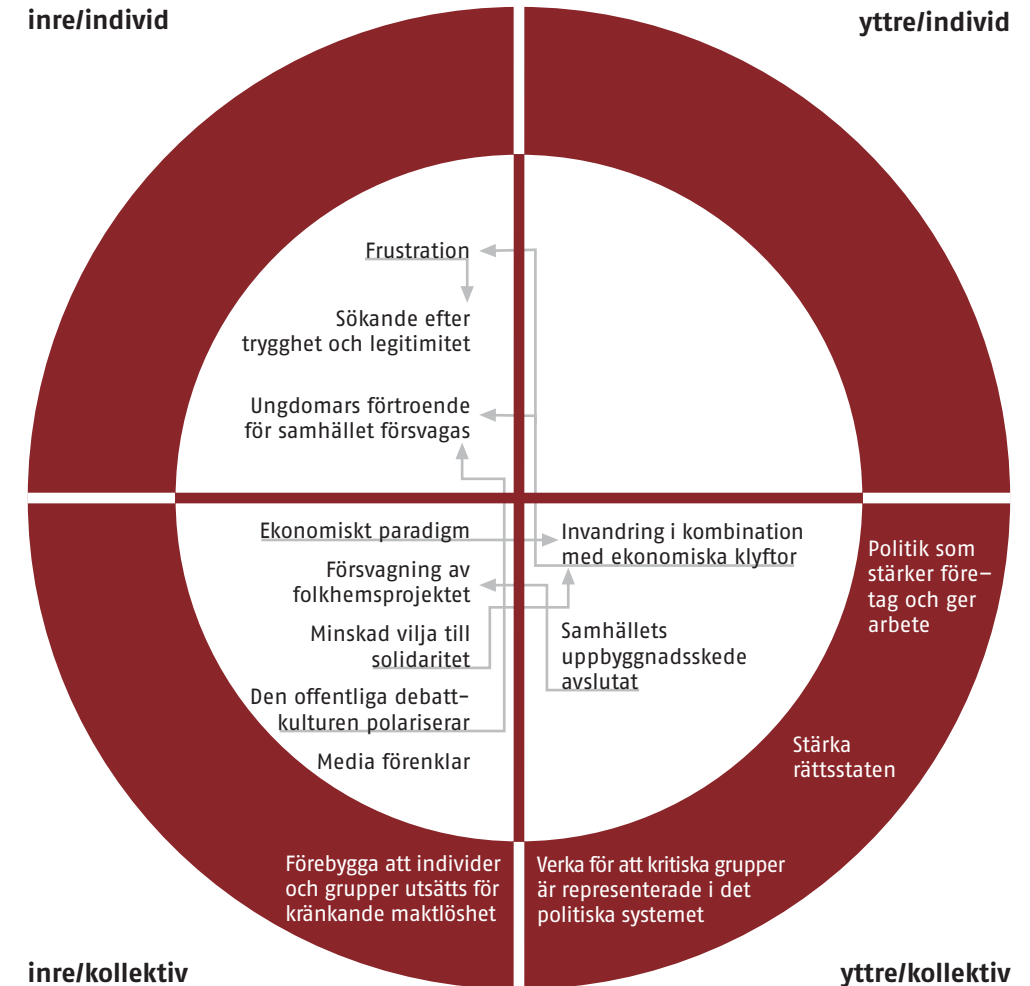 inre/individ
yttre/individ
Frustration
Sökande efter
trygghet och legitimitet
Ungdomars förtroende
för samhället försvagas
Ekonomiskt paradigm
Försvagning av
folkhemsprojektet
Minskad vilja till
solidaritet
Den offentliga debatt–
kulturen polariserar
Media förenklar
Invandring i kombination
med ekonomiska klyftor
Samhällets
uppbyggnadsskede
avslutat
Politik som
stärker före–
tag och ger
arbete
Stärka
rättsstaten
Förebygga att individer
och grupper utsätts för
kränkande maktlöshet
Verka för att kritiska grupper
är representerade i det
politiska systemet
inre/kollektiv
yttre/kollektiv